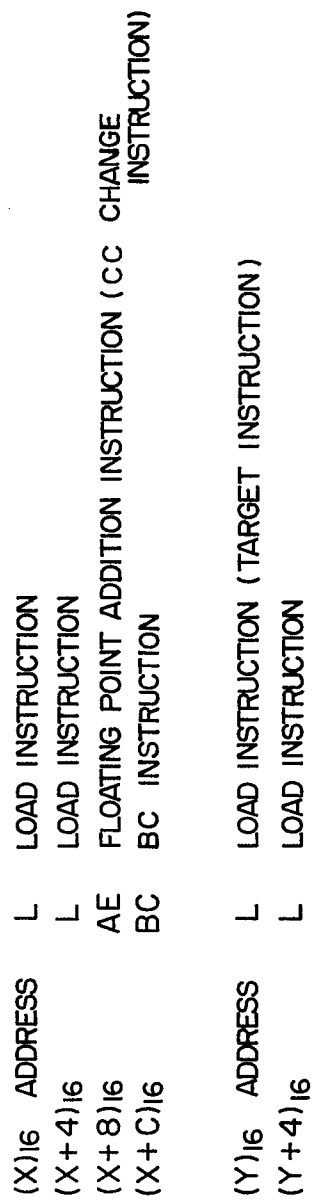 (X)16 ADDRESS L LOAD INSTRUCTION
(X+4)16 L LOAD INSTRUCTION
(X+8)16 AE FLOATING POINT ADDITION INSTRUCTION (CC CHANGE
INSTRUCTION)
(X+C)16 BC BC INSTRUCTION
(Y)16 ADDRESS L LOAD INSTRUCTION (TARGET INSTRUCTION)
(Y+4)16 L LOAD INSTRUCTION